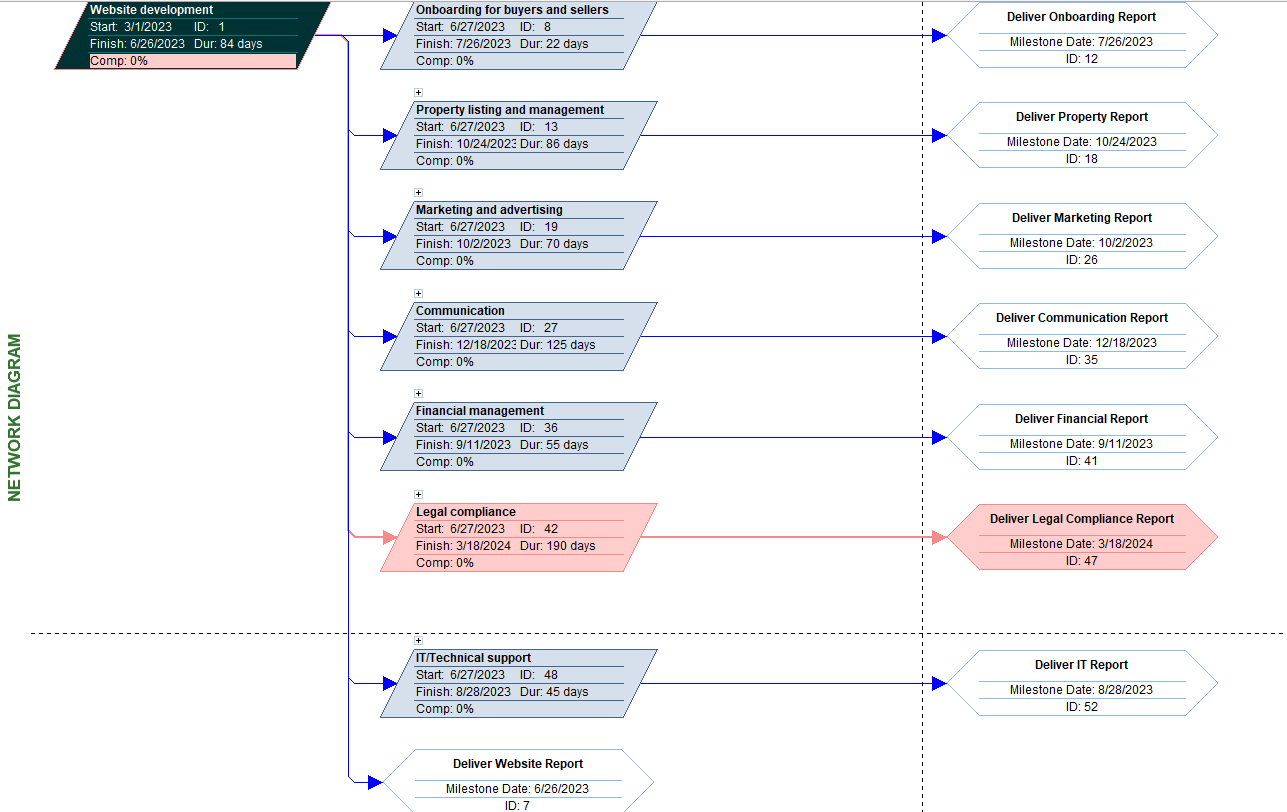 Website development
Start: 3/1/2023 ID: 1
Finish: 6/26/2023 Dur: 84 days
Comp: 0%
Onboarding for buyers and sellers
Start: 6/27/2023 ID: 8
Finish: 7/26/2023 Dur: 22 days
Comp: 0%
Deliver Onboarding Report
Milestone Date: 7/26/2023
ID: 12
Property listing and management
Start: 6/27/2023 ID: 13
Finish: 10/24/2023 Dur: 86 days
Comp: 0%
Deliver Property Report
Milestone Date: 10/24/2023
ID: 18
Marketing and advertising
Start: 6/27/2023 ID: 19
Finish: 10/2/2023 Dur: 70 days
Comp: 0%
Deliver Marketing Report
Milestone Date: 10/2/2023
ID: 26
Communication
Start: 6/27/2023 ID: 27
Finish: 12/18/2023 Dur: 125 days
Comp: 0%
Deliver Communication Report
Milestone Date: 12/18/2023
ID: 35
NETWORK DIAGRAM
Financial management
Start: 6/27/2023 ID: 36
Finish: 9/11/2023 Dur: 55 days
Comp: 0%
Deliver Financial Report
Milestone Date: 9/11/2023
ID: 41
Legal compliance
Start: 6/27/2023 ID: 42
Finish: 3/18/2024 Dur: 190 days
Comp: 0%
Deliver Legal Compliance Report
Milestone Date: 3/18/2024
ID: 47
IT/Technical support
Start: 6/27/2023 ID: 48
Finish: 8/28/2023 Dur: 45 days
Comp: 0%
Deliver IT Report
Milestone Date: 8/28/2023
ID: 52
Deliver Website Report
Milestone Date: 6/26/2023
ID: 7